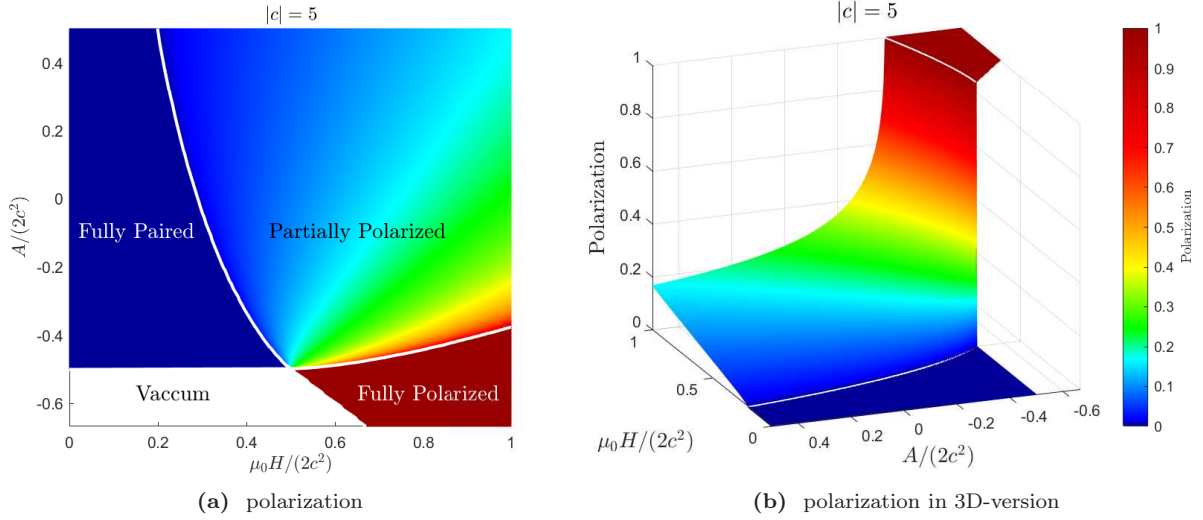 |c| = 5
0.4
0.2
0
-0.2
-0.4
-0.6
A/(2c²)
Fully Paired
Partially Polarized
Vaccum
Fully Polarized
0 0.2 0.4 0.6 0.8 1
μ₀H/(2c²)
(a) polarization
|c| = 5
1
0.8
0.6
0.4
0.2
0
Polarization
1
0.5
0
μ₀H/(2c²)
0.4 0.2 0 -0.2 -0.4 -0.6
A/(2c²)
1
0.9
0.8
0.7
0.6
0.5
0.4
0.3
0.2
0.1
0
Polarization
(b) polarization in 3D-version